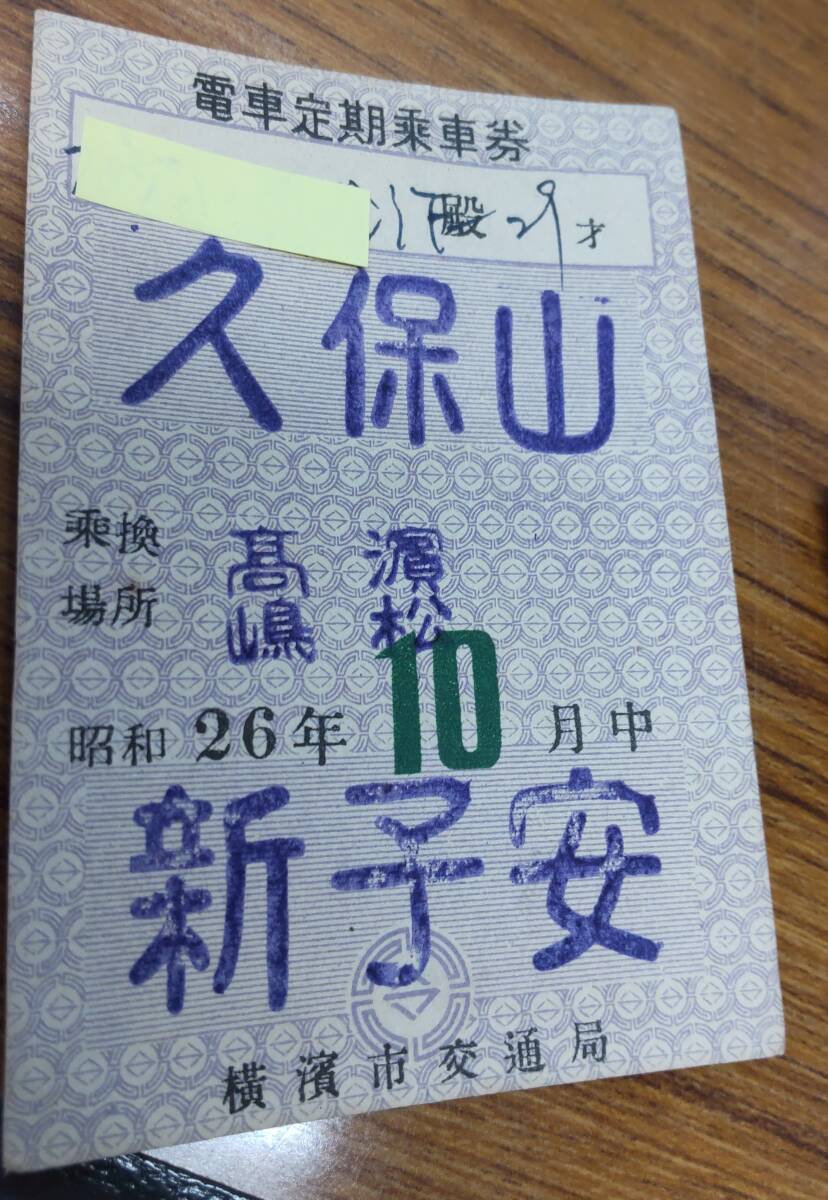 電車定期乗車券
殿 29才
久保山
乗換場所
高嶋
濱松
昭和26年10月中
新子安
横濱市交通局